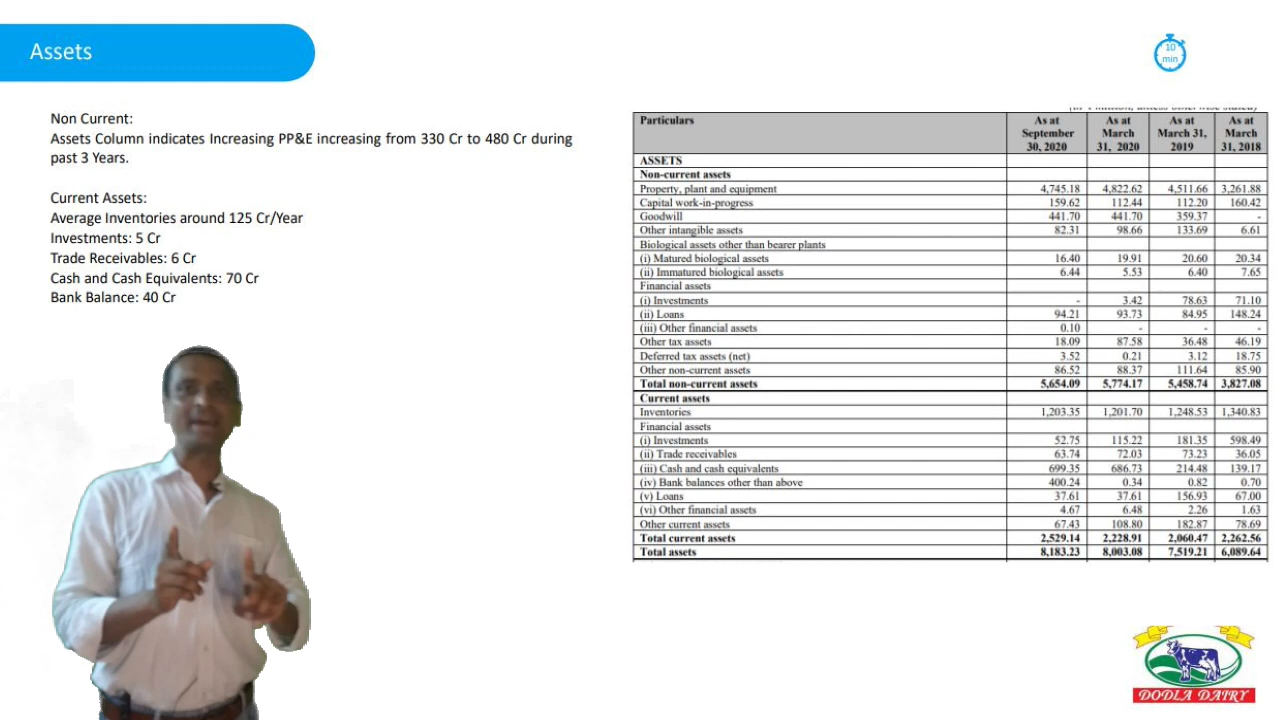 Assets
10
min
Non Current:
Assets Column indicates Increasing PP&E increasing from 330 Cr to 480 Cr during
past 3 Years.
Current Assets:
Average Inventories around 125 Cr/Year
Investments: 5 Cr
Trade Receivables: 6 Cr
Cash and Cash Equivalents: 70 Cr
Bank Balance: 40 Cr
Particulars As at September 30, 2020 As at March 31, 2020 As at March 31, 2019 As at March 31, 2018
ASSETS
Non-current assets
Property, plant and equipment 4,745.18 4,822.62 4,511.66 3,261.88
Capital work-in-progress 159.62 112.44 112.20 160.42
Goodwill 441.70 441.70 359.37 -
Other intangible assets 82.31 98.66 133.69 6.61
Biological assets other than bearer plants
(i) Matured biological assets 16.40 19.91 20.60 20.34
(ii) Immatured biological assets 6.44 5.53 6.40 7.65
Financial assets
(i) Investments - 3.42 78.63 71.10
(ii) Loans 94.21 93.73 84.95 148.24
(iii) Other financial assets 0.10 - - -
Other tax assets 18.09 87.58 36.48 46.19
Deferred tax assets (net) 3.52 0.21 3.12 18.75
Other non-current assets 86.52 88.37 111.64 85.90
Total non-current assets 5,654.09 5,774.17 5,458.74 3,827.08
Current assets
Inventories 1,203.35 1,201.70 1,248.53 1,340.83
Financial assets
(i) Investments 52.75 115.22 181.35 598.49
(ii) Trade receivables 63.74 72.03 73.23 36.05
(iii) Cash and cash equivalents 699.35 686.73 214.48 139.17
(iv) Bank balances other than above 400.24 0.34 0.82 0.70
(v) Loans 37.61 37.61 156.93 67.00
(vi) Other financial assets 4.67 6.48 2.26 1.63
Other current assets 67.43 108.80 182.87 78.69
Total current assets 2,529.14 2,228.91 2,060.47 2,262.56
Total assets 8,183.23 8,003.08 7,519.21 6,089.64
DODLA DAIRY